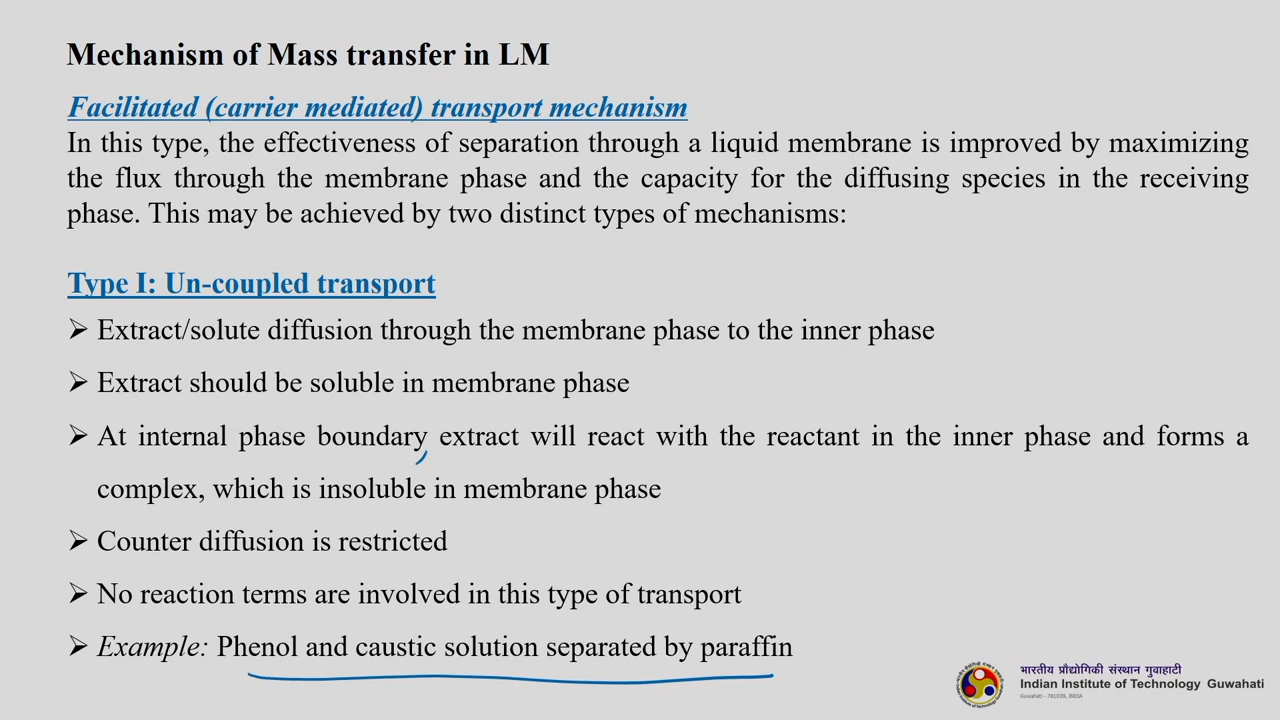 Mechanism of Mass transfer in LM
Facilitated (carrier mediated) transport mechanism
In this type, the effectiveness of separation through a liquid membrane is improved by maximizing
the flux through the membrane phase and the capacity for the diffusing species in the receiving
phase. This may be achieved by two distinct types of mechanisms:
Type I: Un-coupled transport
➢ Extract/solute diffusion through the membrane phase to the inner phase
➢ Extract should be soluble in membrane phase
➢ At internal phase boundary extract will react with the reactant in the inner phase and forms a
complex, which is insoluble in membrane phase
➢ Counter diffusion is restricted
➢ No reaction terms are involved in this type of transport
➢ Example: Phenol and caustic solution separated by paraffin
भारतीय प्रौद्योगिकी संस्थान गुवाहाटी
Indian Institute of Technology Guwahati
Guwahati - 781039, INDIA